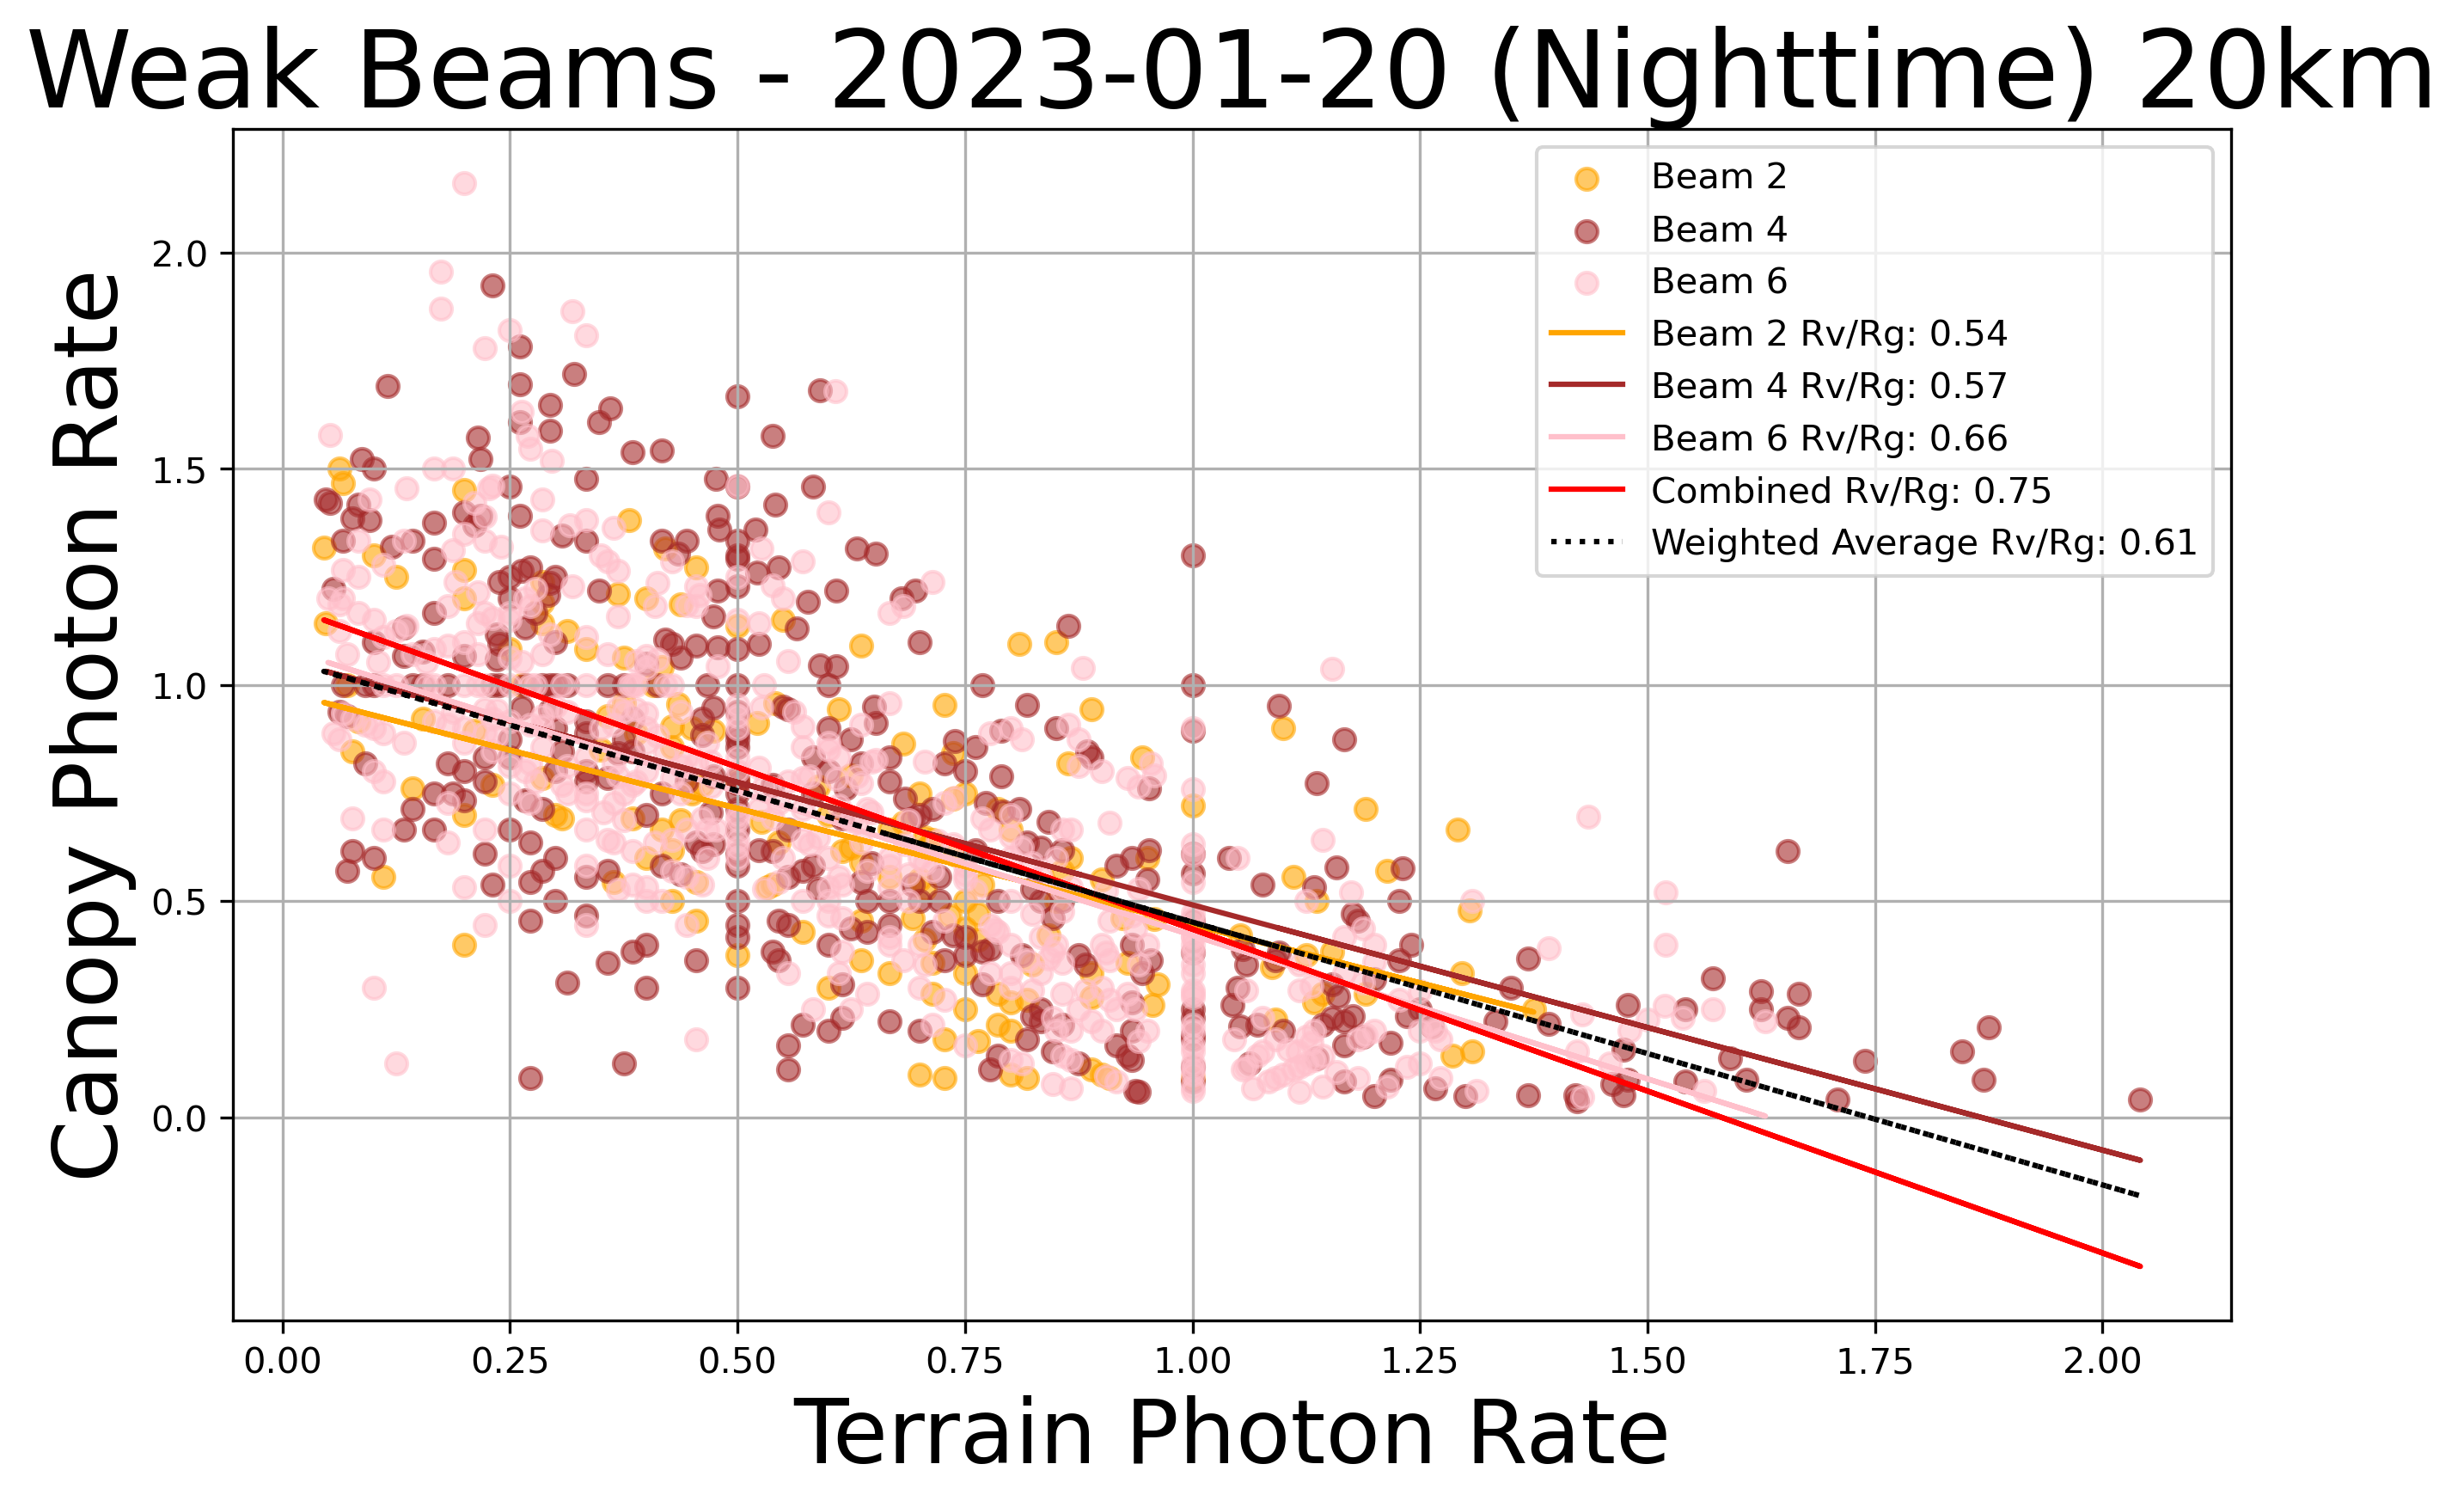 Weak Beams - 2023-01-20 (Nighttime) 20km
Canopy Photon Rate
2.0
1.5
1.0
0.5
0.0
Beam 2
Beam 4
Beam 6
Beam 2 Rv/Rg: 0.54
Beam 4 Rv/Rg: 0.57
Beam 6 Rv/Rg: 0.66
Combined Rv/Rg: 0.75
Weighted Average Rv/Rg: 0.61
0.00 0.25 0.50 0.75 1.00 1.25 1.50 1.75 2.00
Terrain Photon Rate